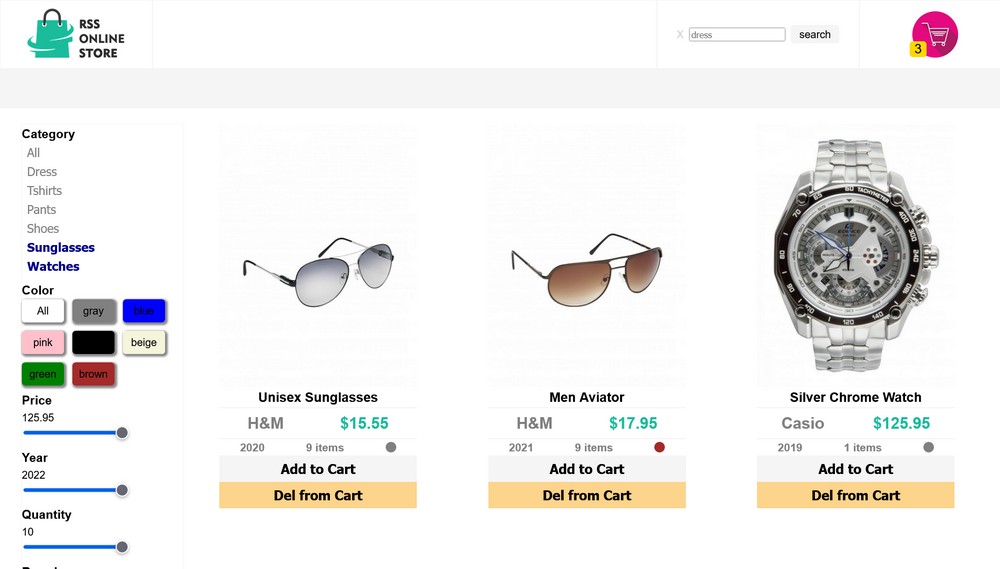 RSS
ONLINE
STORE
X
dress
search
3
Category
All
Dress
Tshirts
Pants
Shoes
Sunglasses
Watches
Color
All gray blue
pink beige
green brown
Price
125.95
Year
2022
Quantity
10
Unisex Sunglasses
H&M $15.55
2020 9 items
Add to Cart
Del from Cart
Men Aviator
H&M $17.95
2021 9 items
Add to Cart
Del from Cart
Silver Chrome Watch
Casio $125.95
2019 1 items
Add to Cart
Del from Cart